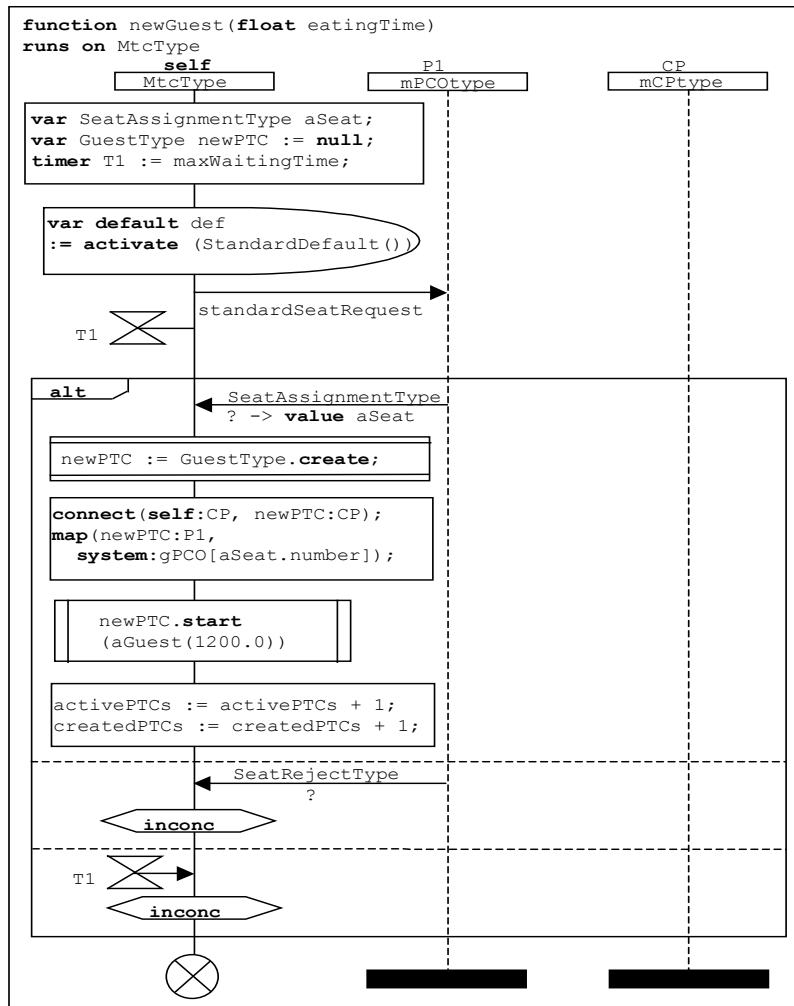 function newGuest(float eatingTime)
runs on MtcType
self
P1
CP
MtcType
mPCOtype
mCPtype
var SeatAssignmentType aSeat;
var GuestType newPTC := null;
timer T1 := maxWaitingTime;
var default def
:= activate (StandardDefault())
standardSeatRequest
T1
alt
SeatAssignmentType
? -> value aSeat
newPTC := GuestType.create;
connect(self:CP, newPTC:CP);
map(newPTC:P1,
system:gPCO[aSeat.number]);
newPTC.start
(aGuest(1200.0))
activePTCs := activePTCs + 1;
createdPTCs := createdPTCs + 1;
SeatRejectType
?
inconc
T1
inconc